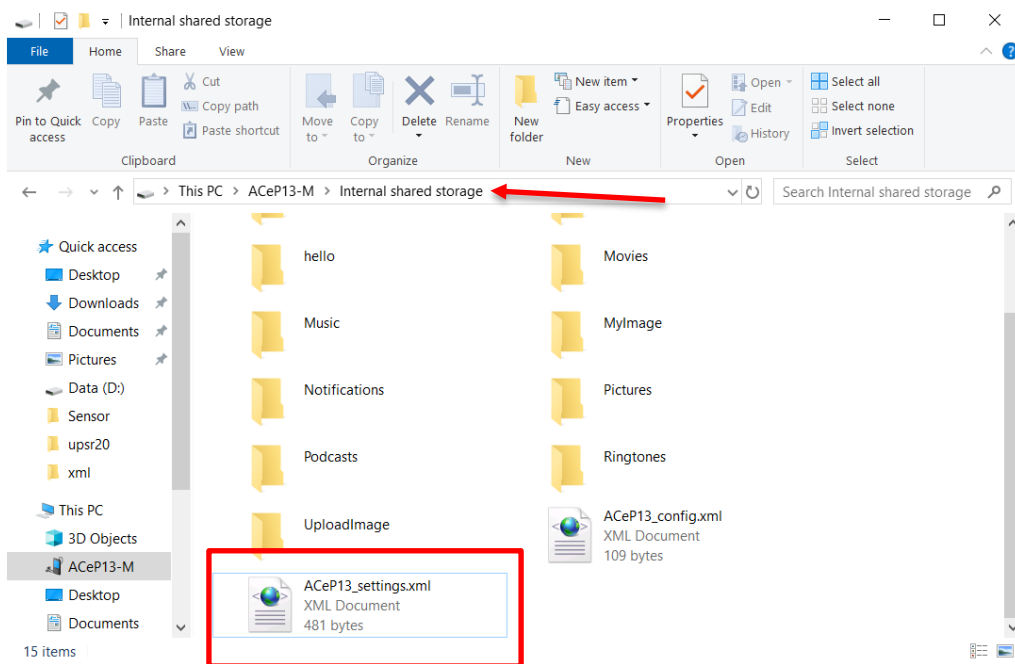 Internal shared storage
File Home Share View
Pin to Quick access
Copy
Paste
Cut
Copy path
Paste shortcut
Clipboard
Move to
Copy to
Delete
Rename
Organize
New folder
New item
Easy access
New
Properties
Open
Edit
History
Open
Select all
Select none
Invert selection
Select
This PC > ACeP13-M > Internal shared storage
Search Internal shared storage
Quick access
Desktop
Downloads
Documents
Pictures
Data (D:)
Sensor
upsr20
xml
This PC
3D Objects
ACeP13-M
Desktop
Documents
hello
Movies
Music
MyImage
Notifications
Pictures
Podcasts
Ringtones
UploadImage
ACeP13_config.xml
XML Document
109 bytes
ACeP13_settings.xml
XML Document
481 bytes
15 items